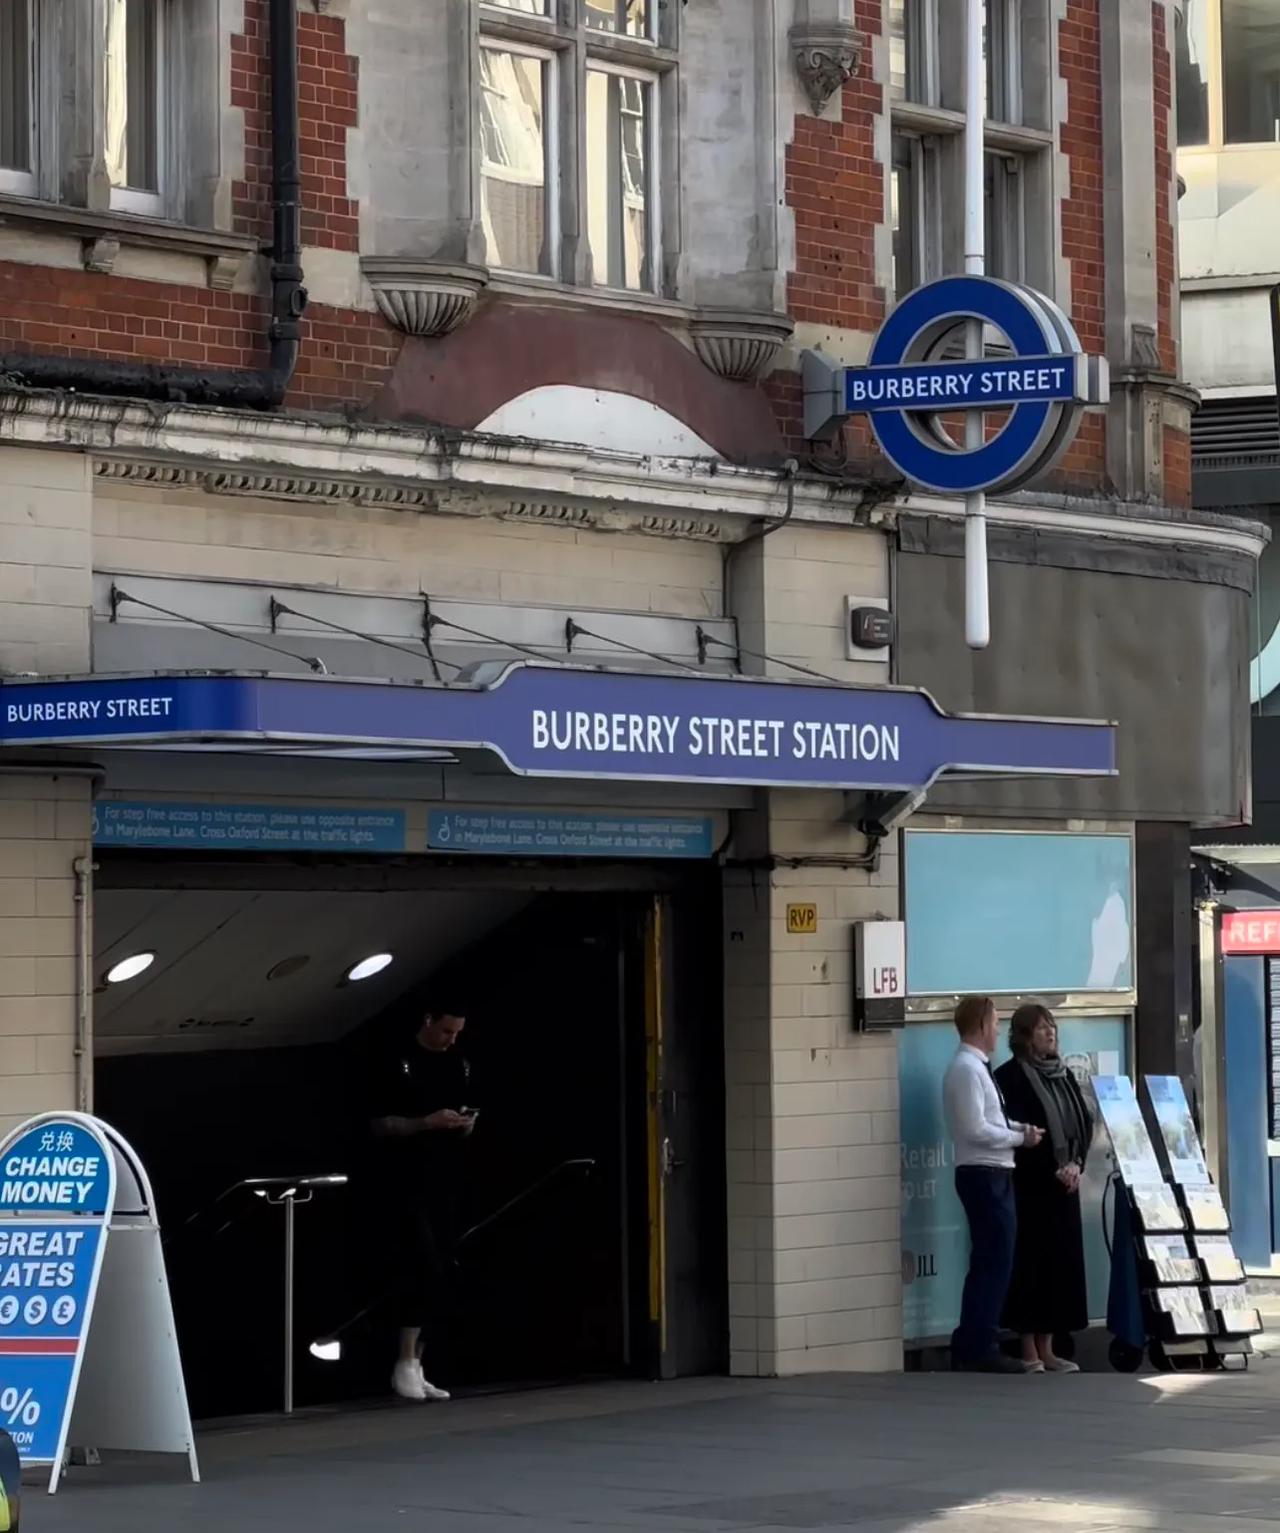 BURBERRY STREET
BURBERRY STREET
BURBERRY STREET STATION
For step free access to this station, please use opposite entrance
in Marylebone Lane. Cross Oxford Street at the traffic lights.
For step free access to this station, please use opposite entrance
in Marylebone Lane. Cross Oxford Street at the traffic lights.
RVP
LFB
REF
兑换
CHANGE
MONEY
GREAT
RATES
€ $ £
%
Retail
TO LET
JLL